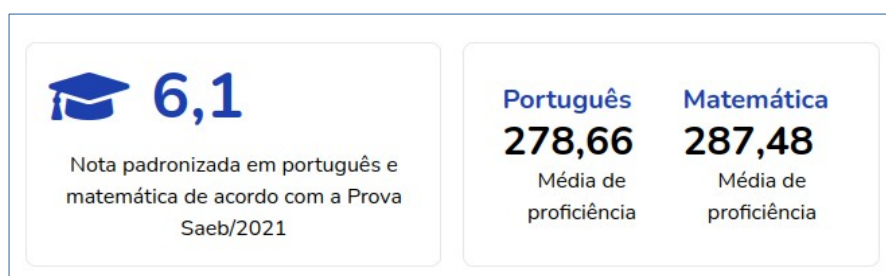 6,1
Nota padronizada em português e
matemática de acordo com a Prova
Saeb/2021
Português
278,66
Média de
proficiência
Matemática
287,48
Média de
proficiência